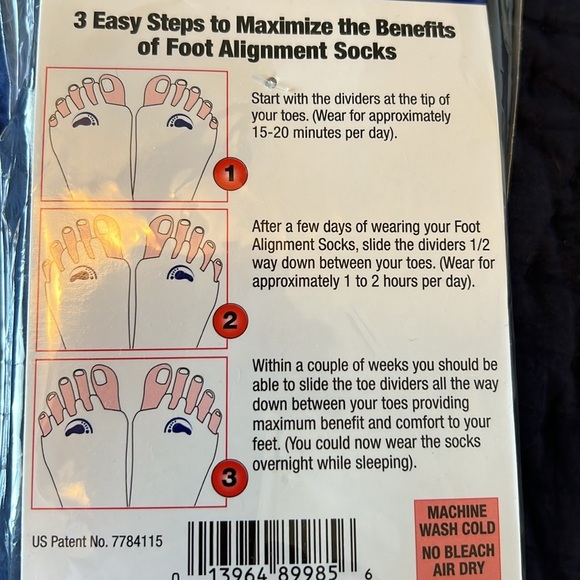 3 Easy Steps to Maximize the Benefits
of Foot Alignment Socks
Start with the dividers at the tip of
your toes. (Wear for approximately
15-20 minutes per day).
1
After a few days of wearing your Foot
Alignment Socks, slide the dividers 1/2
way down between your toes. (Wear for
approximately 1 to 2 hours per day).
2
Within a couple of weeks you should be
able to slide the toe dividers all the way
down between your toes providing
maximum benefit and comfort to your
feet. (You could now wear the socks
overnight while sleeping).
3
US Patent No. 7784115
0 13964 89985 6
MACHINE
WASH COLD
NO BLEACH
AIR DRY